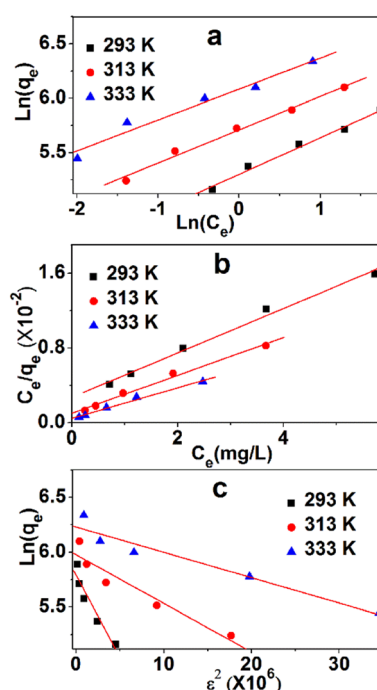 a
293 K
313 K
333 K
Ln(qe)
6.5
6.0
5.5
-2
-1
0
1
Ln(Ce)
b
293 K
313 K
333 K
Ce/qe (X10-2)
1.6
0.8
0.0
0
2
4
Ce(mg/L)
c
293 K
313 K
333 K
Ln(qe)
6.5
6.0
5.5
0
10
20
30
ε2 (X106)